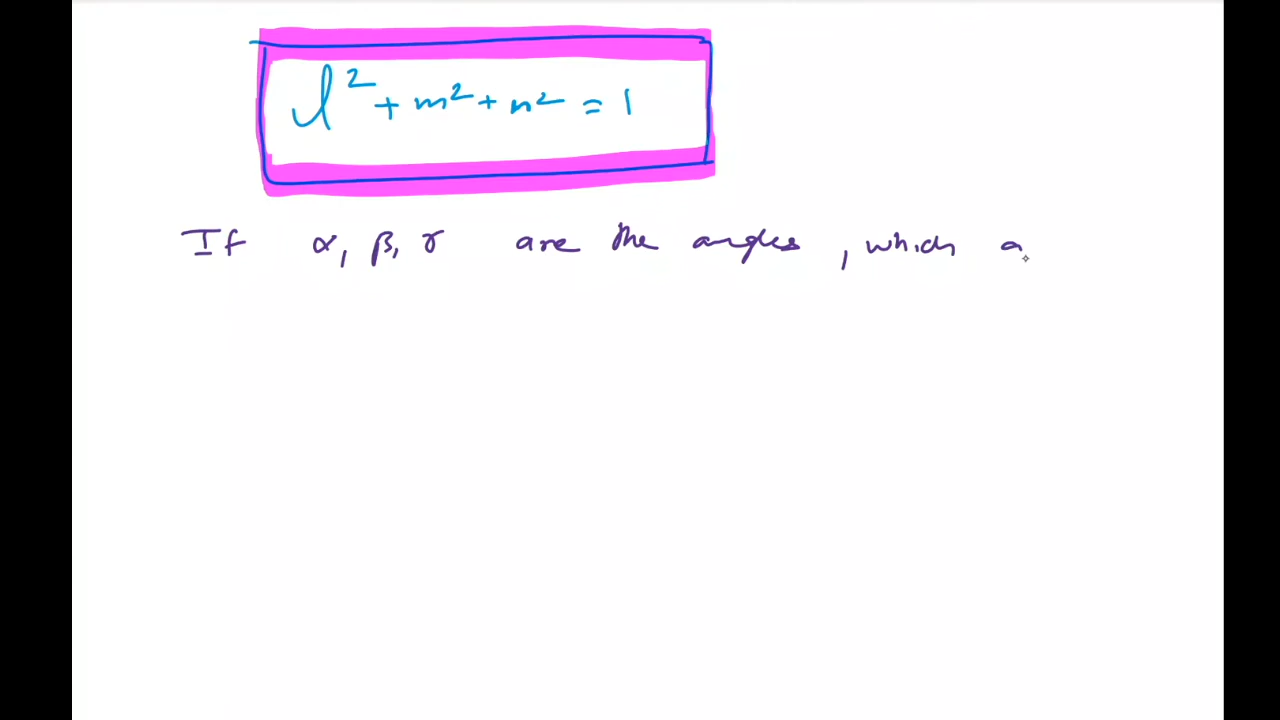 l² + m² + n² = 1
If α, β, γ are the angles, which a